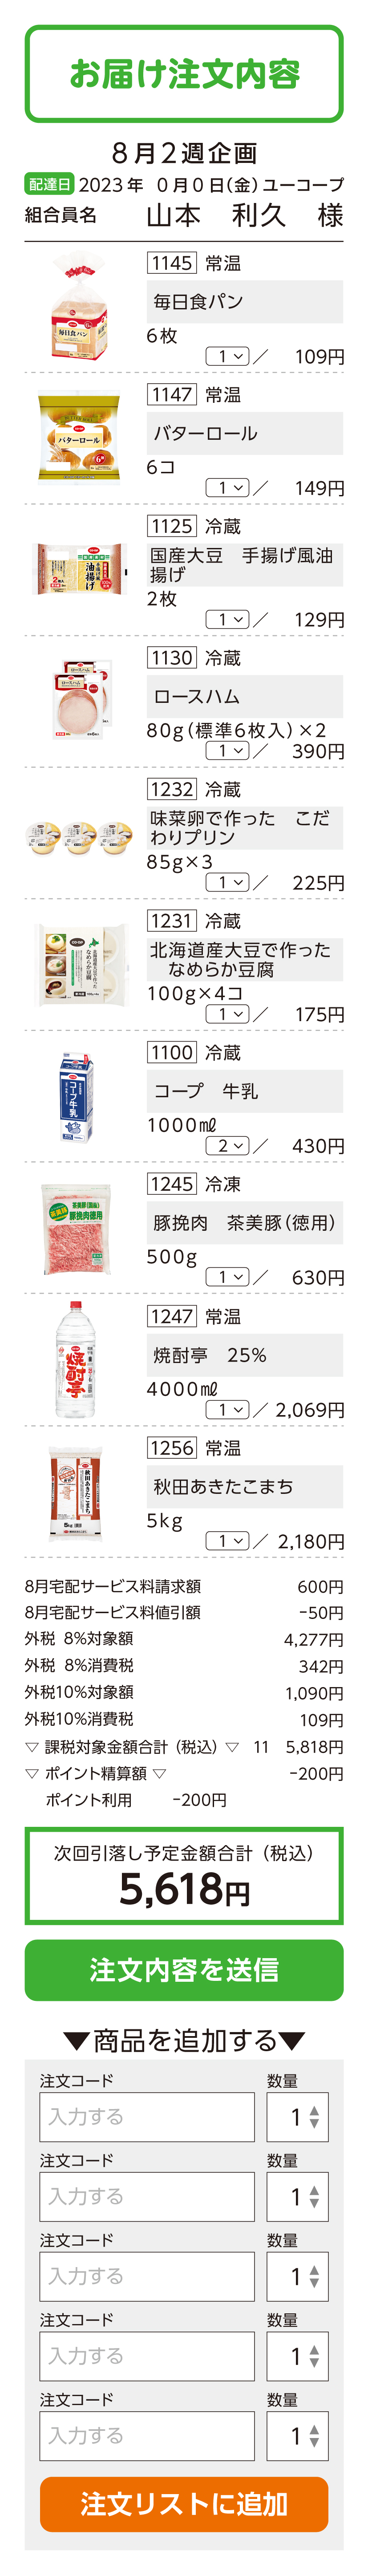 お届け注文内容
8月2週企画
配達日 2023年 0月0日(金) ユーコープ
組合員名 山本 利久 様
1145 常温
毎日食パン
6枚
1 / 109円
1147 常温
バターロール
6コ
1 / 149円
1125 冷蔵
国産大豆 手揚げ風油
揚げ
2枚
1 / 129円
1130 冷蔵
ロースハム
80g(標準6枚入)×2
1 / 390円
1232 冷蔵
味菜卵で作った こだ
わりプリン
85g×3
1 / 225円
1231 冷蔵
北海道産大豆で作った
なめらか豆腐
100g×4コ
1 / 175円
1100 冷蔵
コープ 牛乳
1000㎖
2 / 430円
1245 冷凍
豚挽肉 茶美豚(徳用)
500g
1 / 630円
1247 常温
焼酎亭 25%
4000㎖
1 / 2,069円
1256 常温
秋田あきたこまち
5kg
1 / 2,180円
8月宅配サービス料請求額 600円
8月宅配サービス料値引額 -50円
外税 8%対象額 4,277円
外税 8%消費税 342円
外税10%対象額 1,090円
外税10%消費税 109円
▽ 課税対象金額合計(税込) ▽ 11 5,818円
▽ ポイント精算額 ▽ -200円
ポイント利用 -200円
次回引落し予定金額合計(税込)
5,618円
注文内容を送信
▼商品を追加する▼
注文コード 数量
入力する 1
注文コード 数量
入力する 1
注文コード 数量
入力する 1
注文コード 数量
入力する 1
注文コード 数量
入力する 1
注文リストに追加